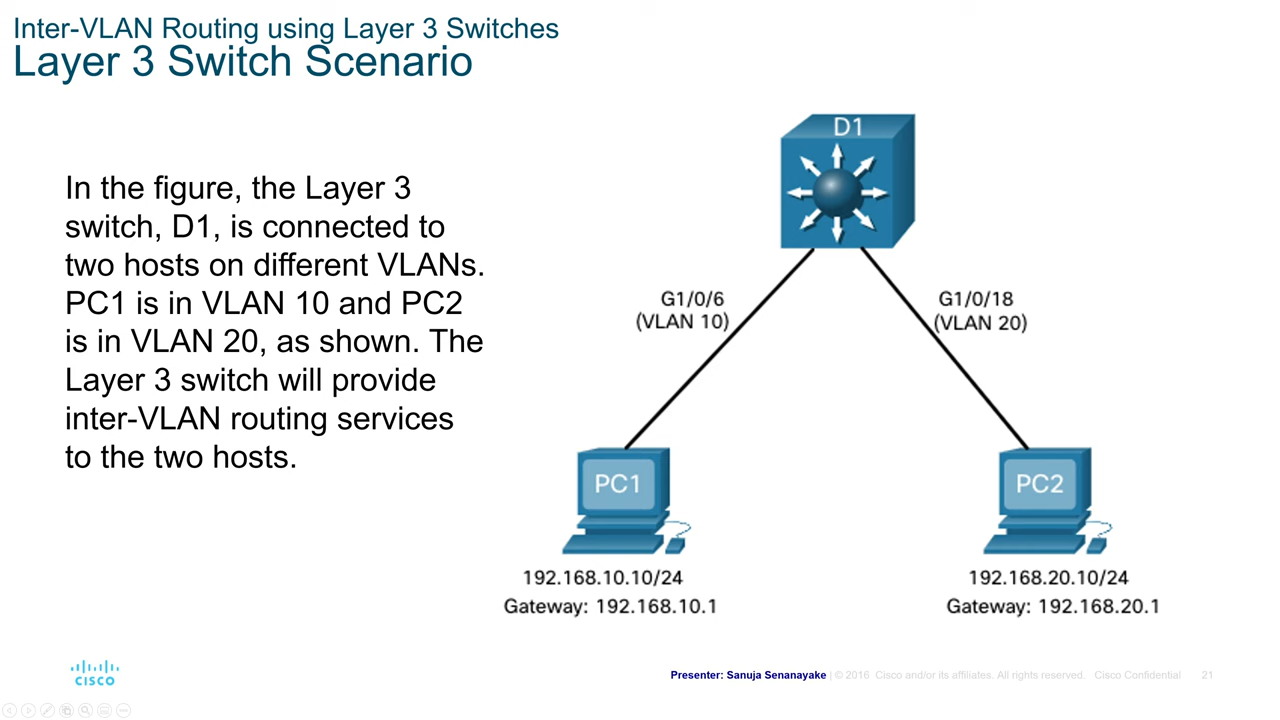 Inter-VLAN Routing using Layer 3 Switches
Layer 3 Switch Scenario
In the figure, the Layer 3
switch, D1, is connected to
two hosts on different VLANs.
PC1 is in VLAN 10 and PC2
is in VLAN 20, as shown. The
Layer 3 switch will provide
inter-VLAN routing services
to the two hosts.
D1
G1/0/6
(VLAN 10)
G1/0/18
(VLAN 20)
PC1
PC2
192.168.10.10/24
Gateway: 192.168.10.1
192.168.20.10/24
Gateway: 192.168.20.1
CISCO
Presenter: Sanuja Senanayake | © 2016 Cisco and/or its affiliates. All rights reserved. Cisco Confidential 21